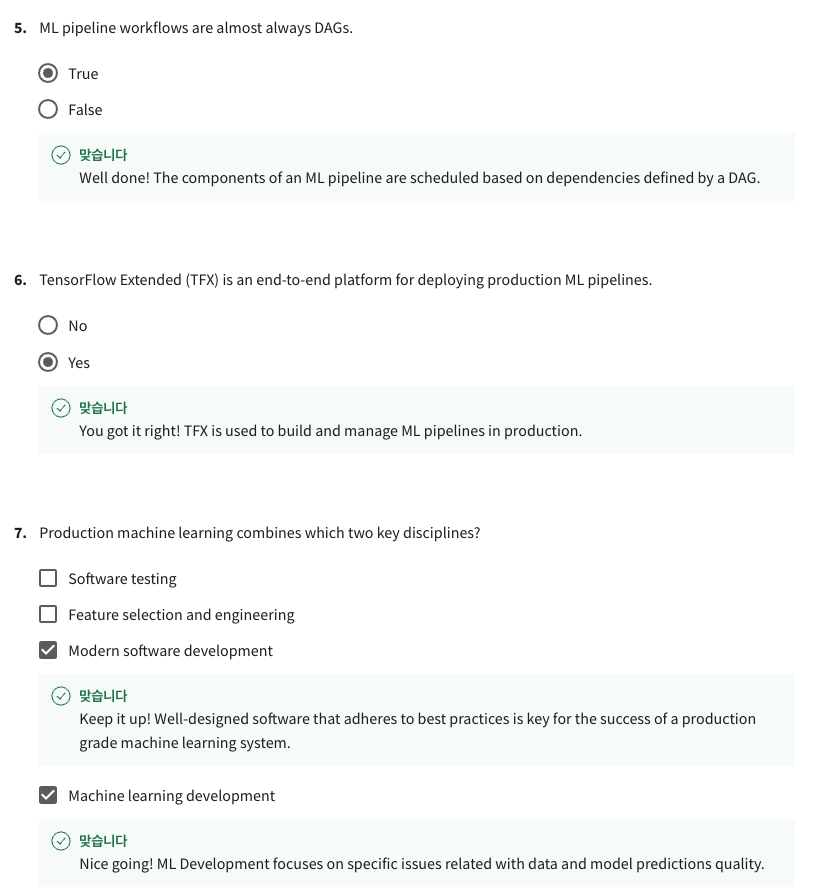 5. ML pipeline workflows are almost always DAGs.
True
False
맞습니다
Well done! The components of an ML pipeline are scheduled based on dependencies defined by a DAG.
6. TensorFlow Extended (TFX) is an end-to-end platform for deploying production ML pipelines.
No
Yes
맞습니다
You got it right! TFX is used to build and manage ML pipelines in production.
7. Production machine learning combines which two key disciplines?
Software testing
Feature selection and engineering
Modern software development
맞습니다
Keep it up! Well-designed software that adheres to best practices is key for the success of a production
grade machine learning system.
Machine learning development
맞습니다
Nice going! ML Development focuses on specific issues related with data and model predictions quality.